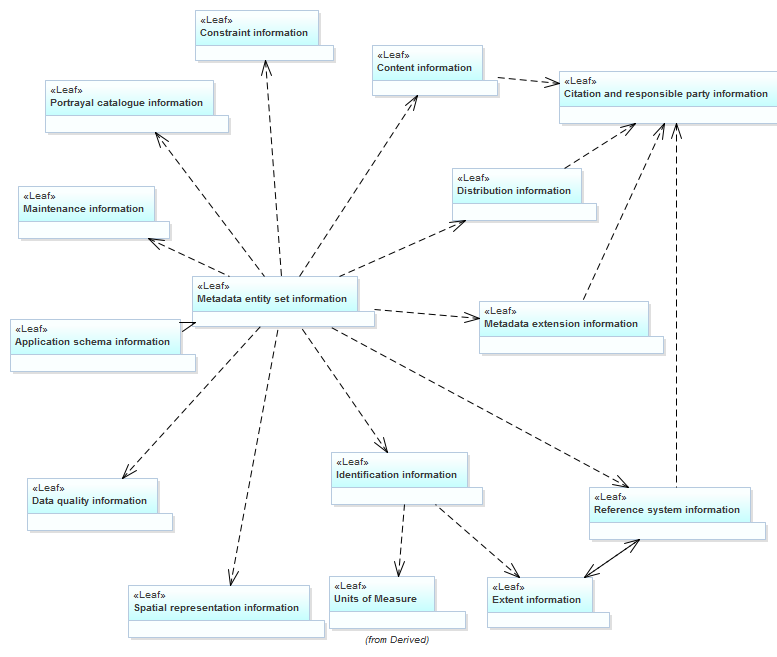 «Leaf»
Constraint information
«Leaf»
Content information
«Leaf»
Citation and responsible party information
«Leaf»
Portrayal catalogue information
«Leaf»
Distribution information
«Leaf»
Maintenance information
«Leaf»
Metadata entity set information
«Leaf»
Metadata extension information
«Leaf»
Application schema information
«Leaf»
Identification information
«Leaf»
Data quality information
«Leaf»
Reference system information
«Leaf»
Spatial representation information
«Leaf»
Units of Measure
(from Derived)
«Leaf»
Extent information